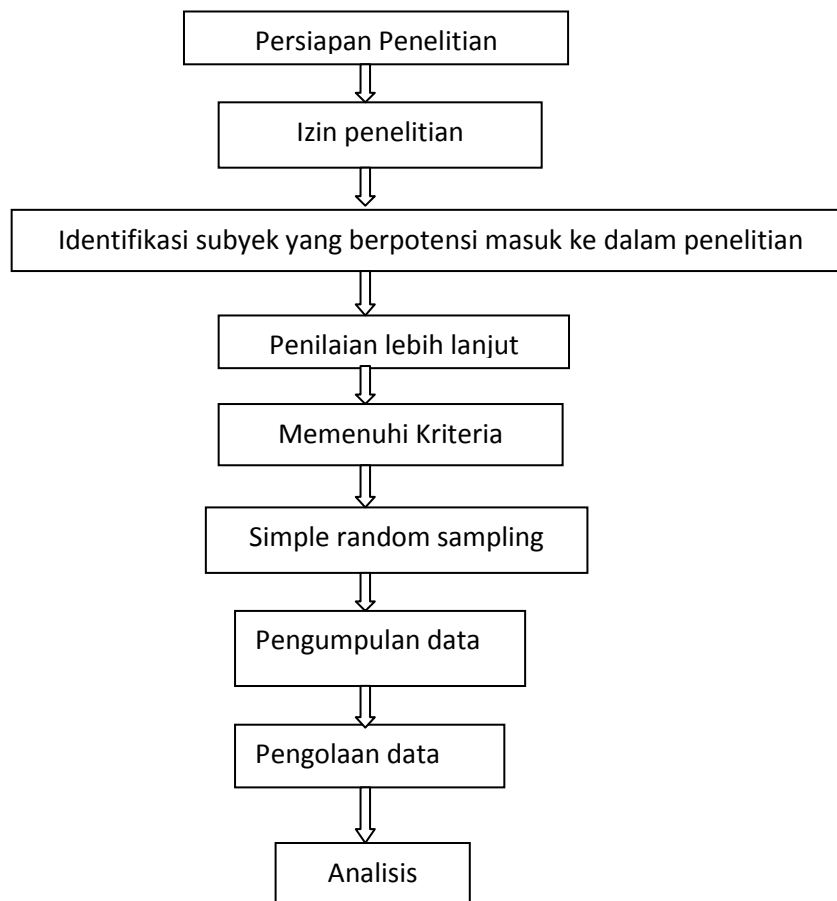 Persiapan Penelitian
Izin penelitian
Identifikasi subyek yang berpotensi masuk ke dalam penelitian
Penilaian lebih lanjut
Memenuhi Kriteria
Simple random sampling
Pengumpulan data
Pengolaan data
Analisis